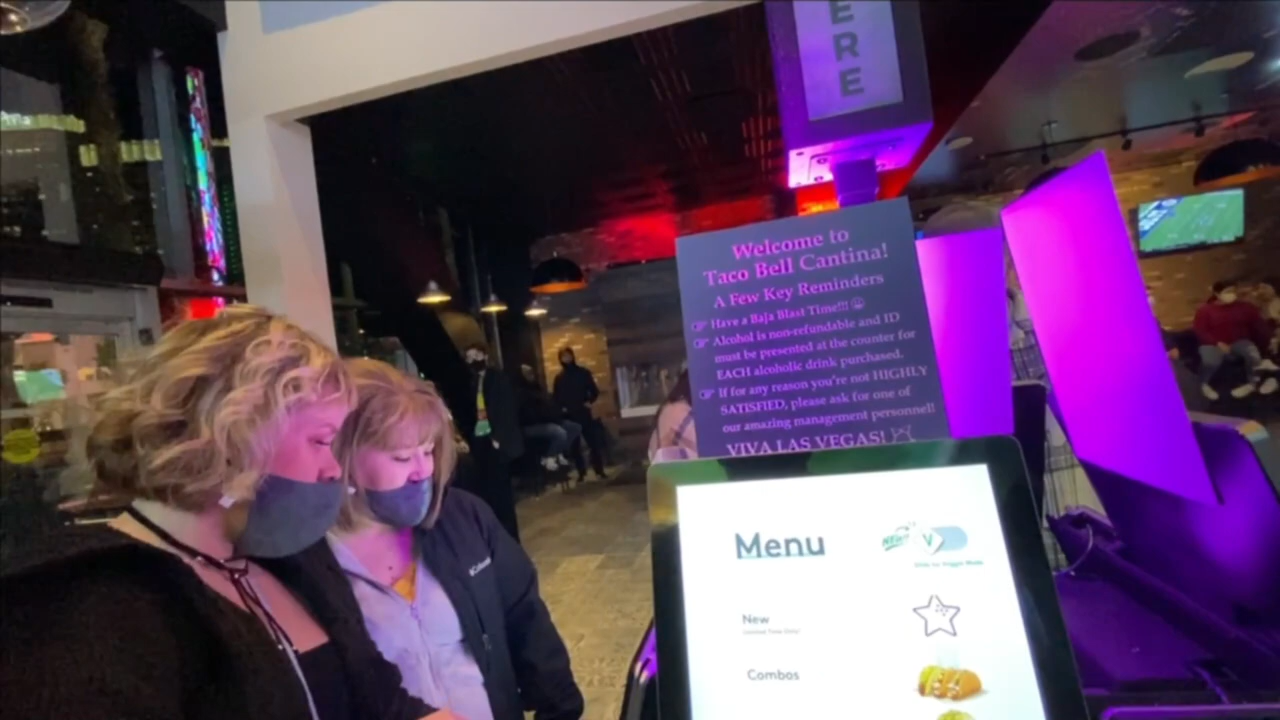 ERE
Welcome to
Taco Bell Cantina!
A Few Key Reminders
Have a Baja Blast Time!!!
Alcohol is non-refundable and ID
must be presented at the counter for
EACH alcoholic drink purchased.
If for any reason you're not HIGHLY
SATISFIED, please ask for one of
our amazing management personnel!
VIVA LAS VEGAS!
Menu
NEW!
V
New
Combos
Columbia